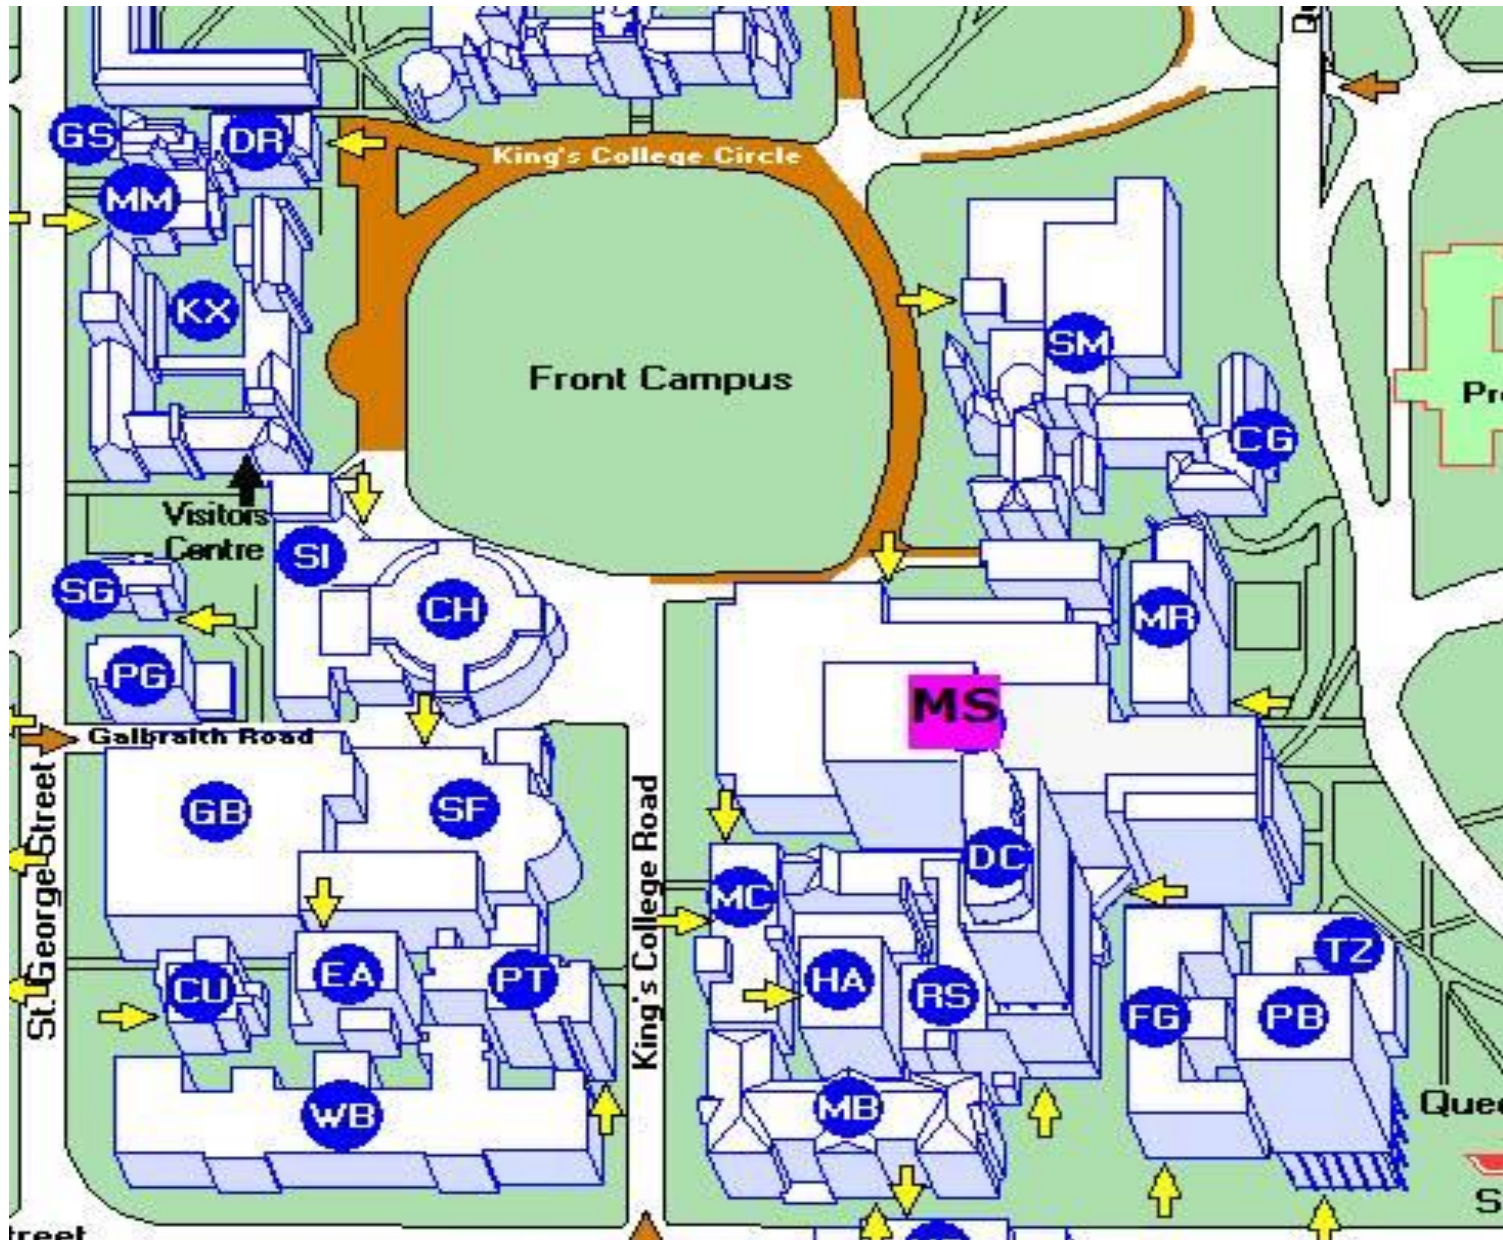 GS
DR
King's College Circle
MM
KX
SM
Front Campus
CG
Visitors
Centre
SI
SG
CH
MR
PG
MS
Galbraith Road
GB
SF
St. George Street
King's College Road
DC
MC
TZ
EA
PT
HA
CU
RS
FG
PB
WB
MB